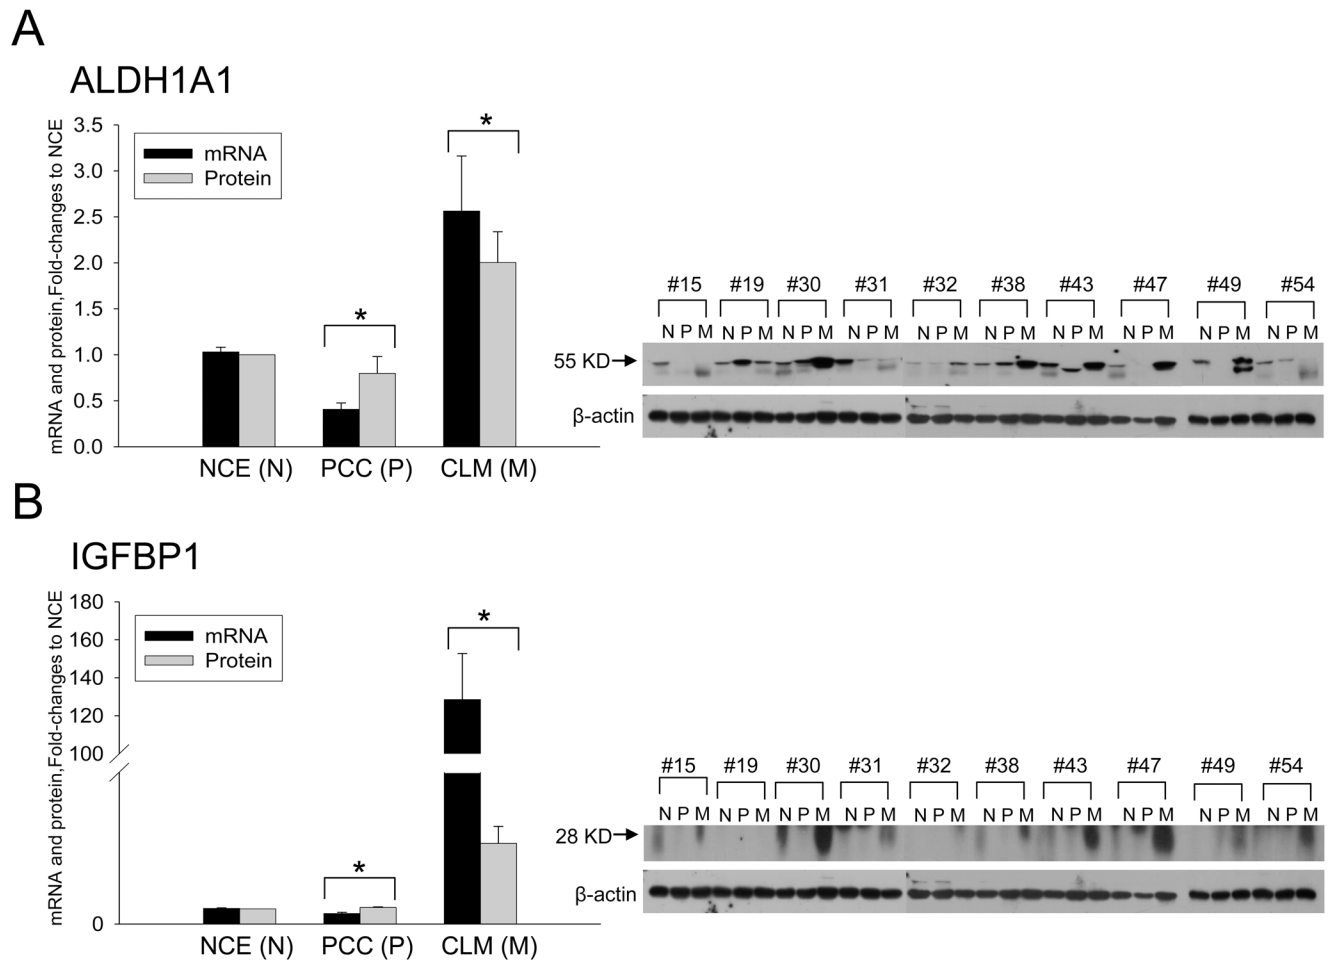 A
ALDH1A1
mRNA and protein,Fold-changes to NCE
3.5
3.0
2.5
2.0
1.5
1.0
0.5
0.0
mRNA
Protein
*
*
NCE (N) PCC (P) CLM (M)
#15 #19 #30 #31 #32 #38 #43 #47 #49 #54
N P M N P M N P M N P M N P M N P M N P M N P M N P M N P M
55 KD
β-actin
B
IGFBP1
mRNA and protein,Fold-changes to NCE
180
160
140
120
100
0
mRNA
Protein
*
*
NCE (N) PCC (P) CLM (M)
#15 #19 #30 #31 #32 #38 #43 #47 #49 #54
N P M N P M N P M N P M N P M N P M N P M N P M N P M N P M
28 KD
β-actin